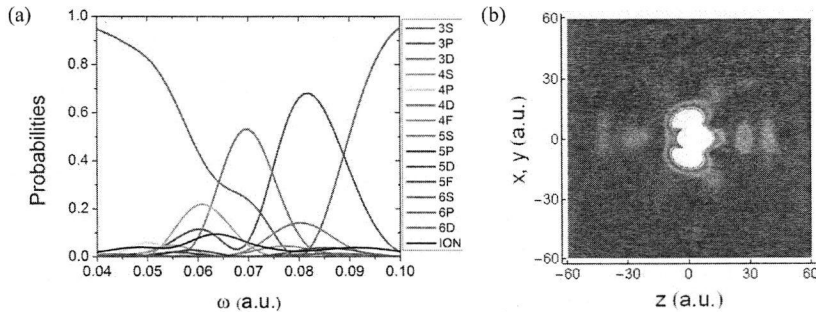 (a)
Probabilities
1.0
0.8
0.6
0.4
0.2
0.0
0.04
0.05
0.06
0.07
0.08
0.09
0.10
ω (a.u.)
3S
3P
3D
4S
4P
4D
4F
5S
5P
5D
5F
6S
6P
6D
ION
(b)
x, y (a.u.)
60
30
0
-30
-60
-60
-30
0
30
60
z (a.u.)